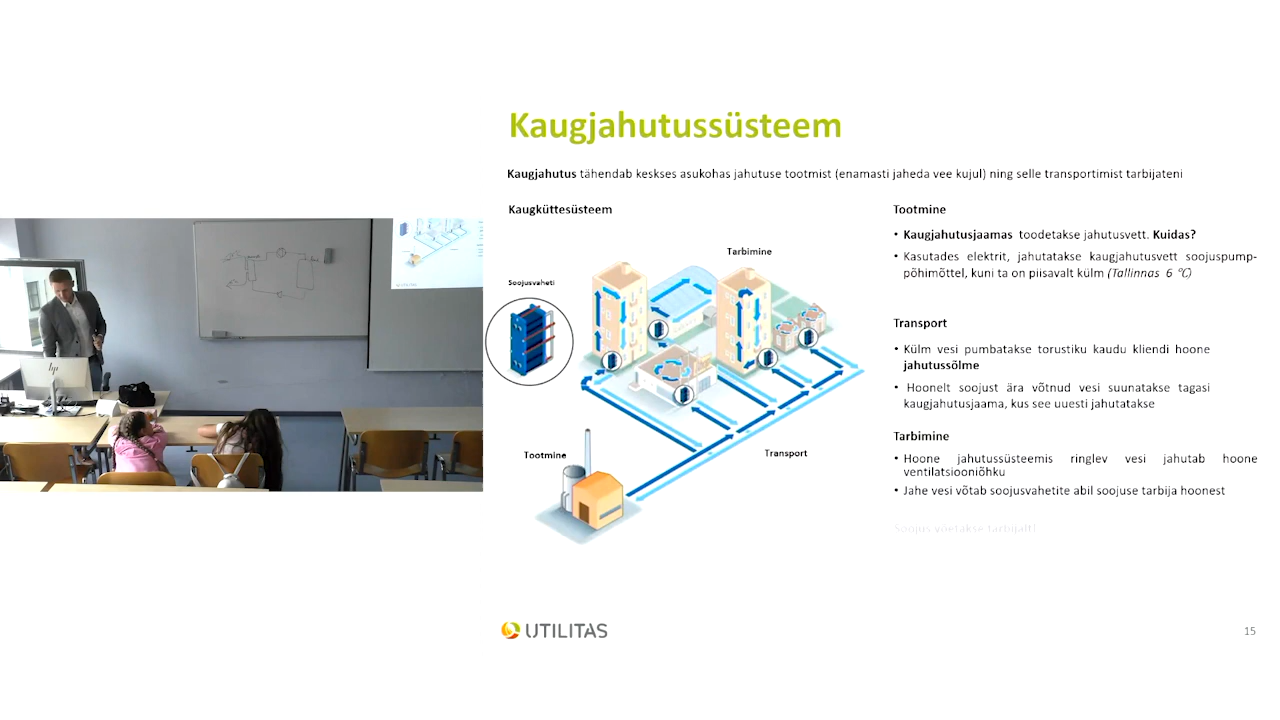 Kaugjahutussüsteem
Kaugjahutus tähendab keskses asukohas jahutuse tootmist (enamasti jaheda vee kujul) ning selle transportimist tarbijateni
Kaugküttesüsteem
Tarbimine
Soojusvaheti
Tootmine
Transport
Tootmine
• Kaugjahutusjaamas toodetakse jahutusvett. Kuidas?
• Kasutades elektrit, jahutatakse kaugjahutusvett soojuspump-
põhimõttel, kuni ta on piisavalt külm (Tallinnas 6 ℃)
Transport
• Külm vesi pumbatakse torustiku kaudu kliendi hoone
jahutussõlme
• Hoonelt soojust ära võtnud vesi suunatakse tagasi
kaugjahutusjaama, kus see uuesti jahutatakse
Tarbimine
• Hoone jahutussüsteemis ringlev vesi jahutab hoone
ventilatsiooniõhku
• Jahe vesi võtab soojusvahetite abil soojuse tarbija hoonest
Soojus võetakse tarbijalt!
UTILITAS
15
hp